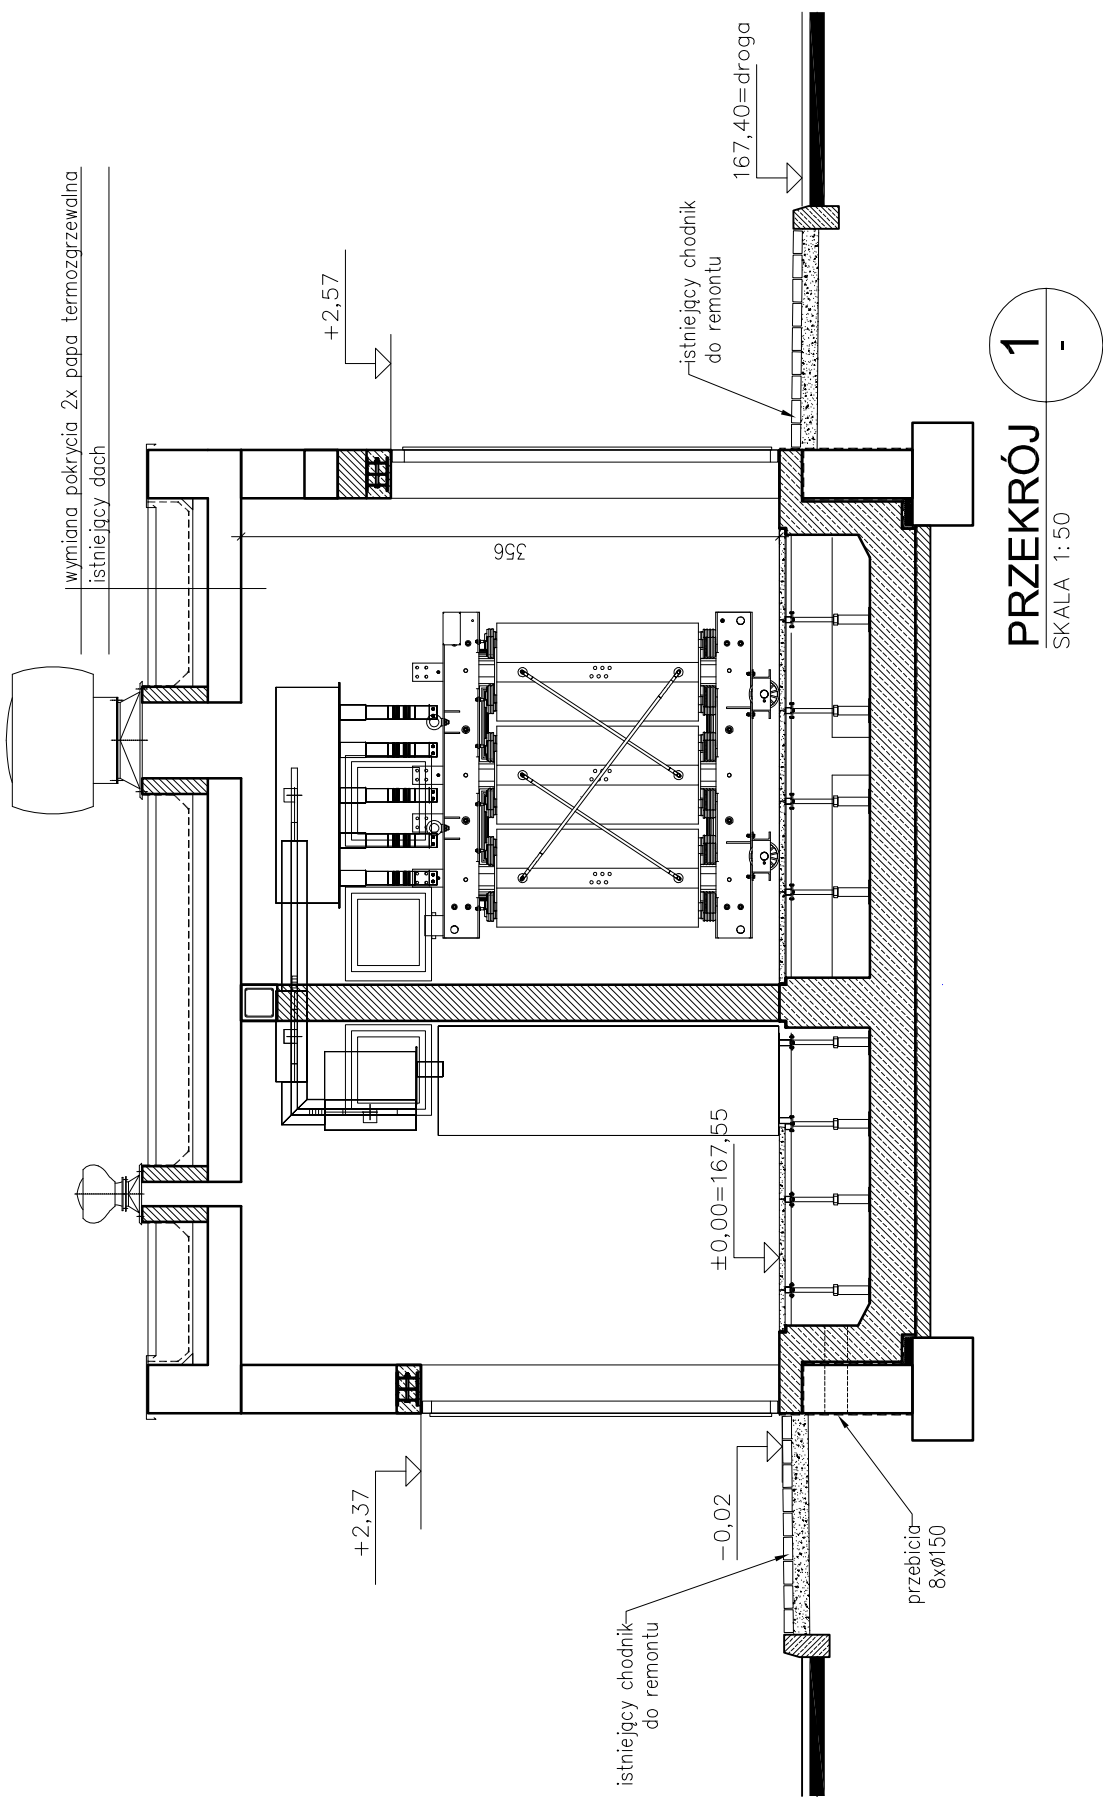 wymiana pokrycia 2x papa termozgrzewalna
istniejący dach
+2,57
167,40=droga
istniejący chodnik
do remontu
356
±0,00=167,55
+2,37
-0,02
istniejący chodnik
do remontu
przebicia
8xø150
PRZEKRÓJ
SKALA 1:50
1
-